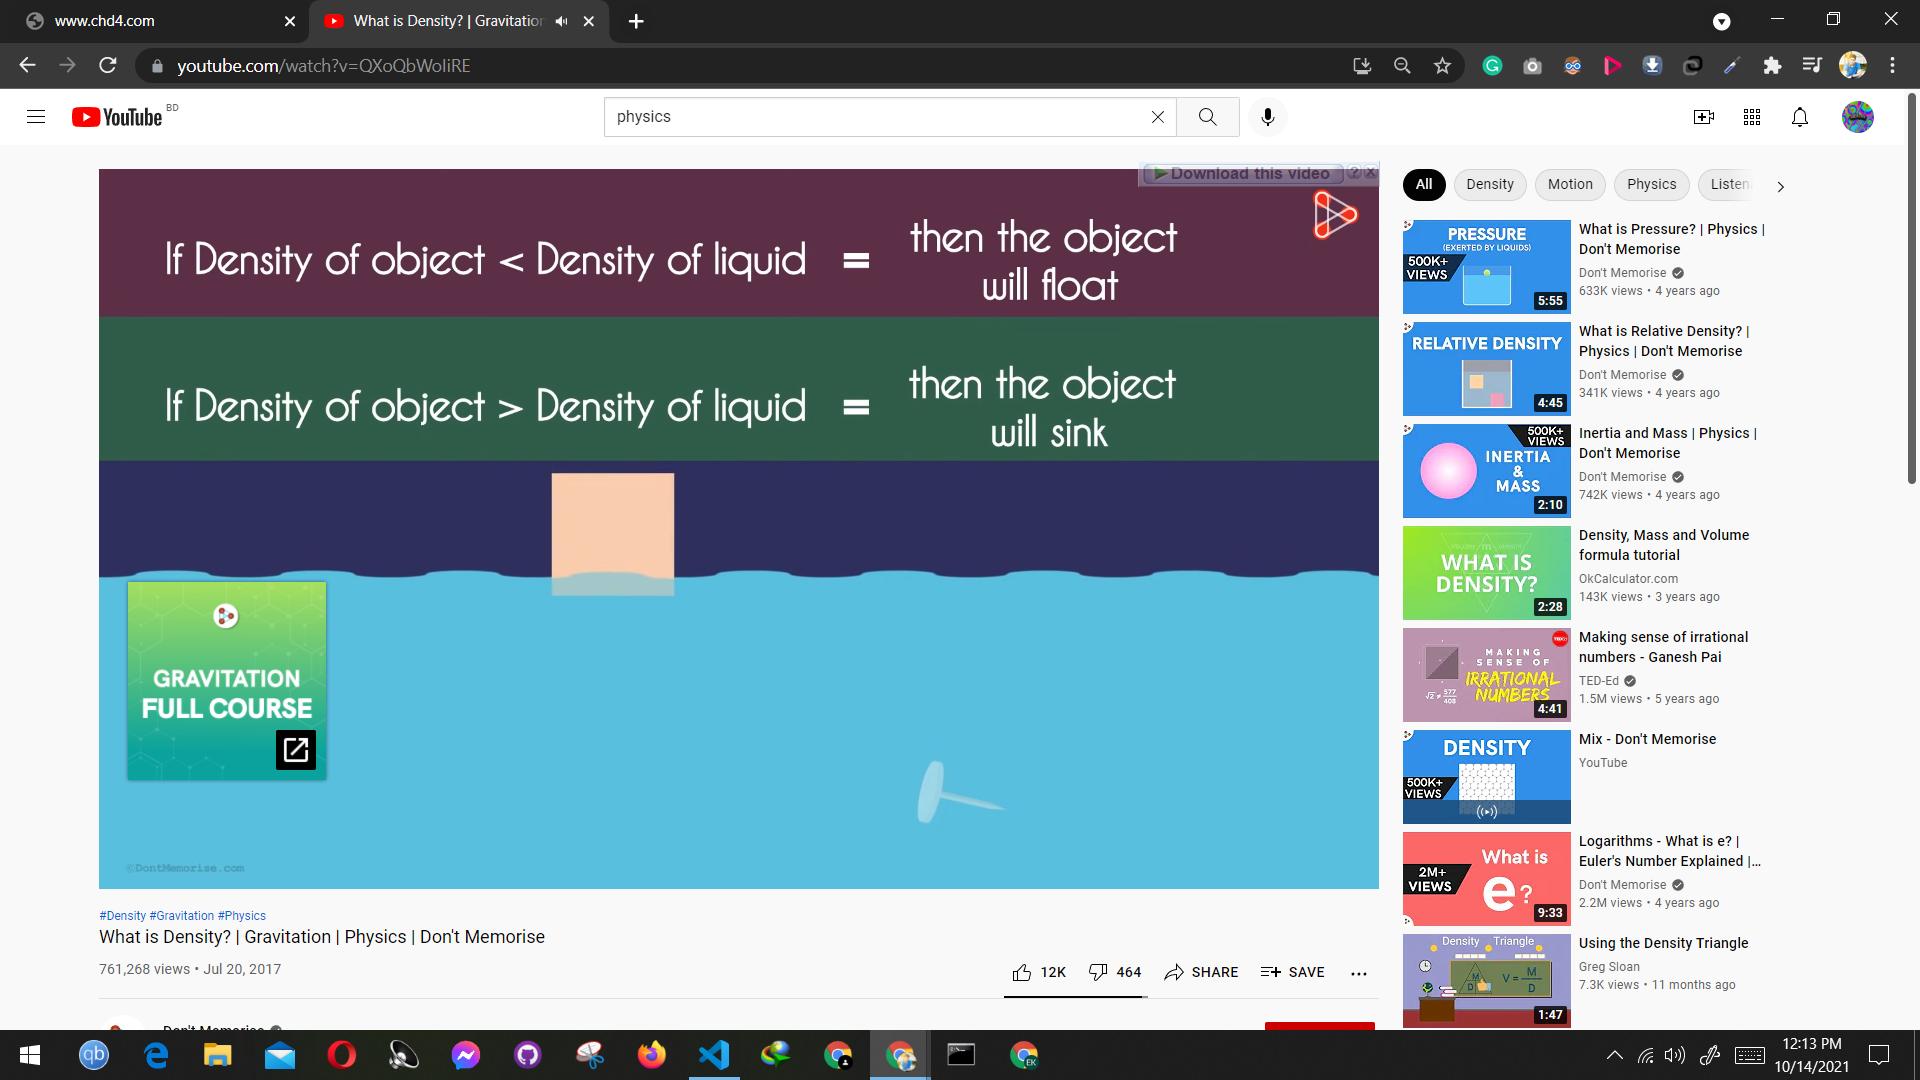 www.chd4.com
What is Density? | Gravitation
youtube.com/watch?v=QXoQbWoIiRE
YouTube BD
physics
Download this video
If Density of object < Density of liquid = then the object
will float
If Density of object > Density of liquid = then the object
will sink
GRAVITATION
FULL COURSE
©DontMemorise.com
#Density #Gravitation #Physics
What is Density? | Gravitation | Physics | Don't Memorise
761,268 views • Jul 20, 2017
12K 464 SHARE SAVE
Don't Memorise
All Density Motion Physics Listen
PRESSURE
(EXERTED BY LIQUIDS)
500K+
VIEWS
5:55
What is Pressure? | Physics |
Don't Memorise
Don't Memorise
633K views • 4 years ago
RELATIVE DENSITY
4:45
What is Relative Density? |
Physics | Don't Memorise
Don't Memorise
341K views • 4 years ago
500K+
VIEWS
INERTIA
&
MASS
2:10
Inertia and Mass | Physics |
Don't Memorise
Don't Memorise
742K views • 4 years ago
WHAT IS
DENSITY?
2:28
Density, Mass and Volume
formula tutorial
OkCalculator.com
143K views • 3 years ago
MAKING
SENSE OF
IRRATIONAL
NUMBERS
√2 ≠ 577/408
4:41
Making sense of irrational
numbers - Ganesh Pai
TED-Ed
1.5M views • 5 years ago
DENSITY
500K+
VIEWS
Mix - Don't Memorise
YouTube
What is
e?
2M+
VIEWS
9:33
Logarithms - What is e? |
Euler's Number Explained |...
Don't Memorise
2.2M views • 4 years ago
Density Triangle
M
D
V = M/D
1:47
Using the Density Triangle
Greg Sloan
7.3K views • 11 months ago
qb
EK
12:13 PM
10/14/2021